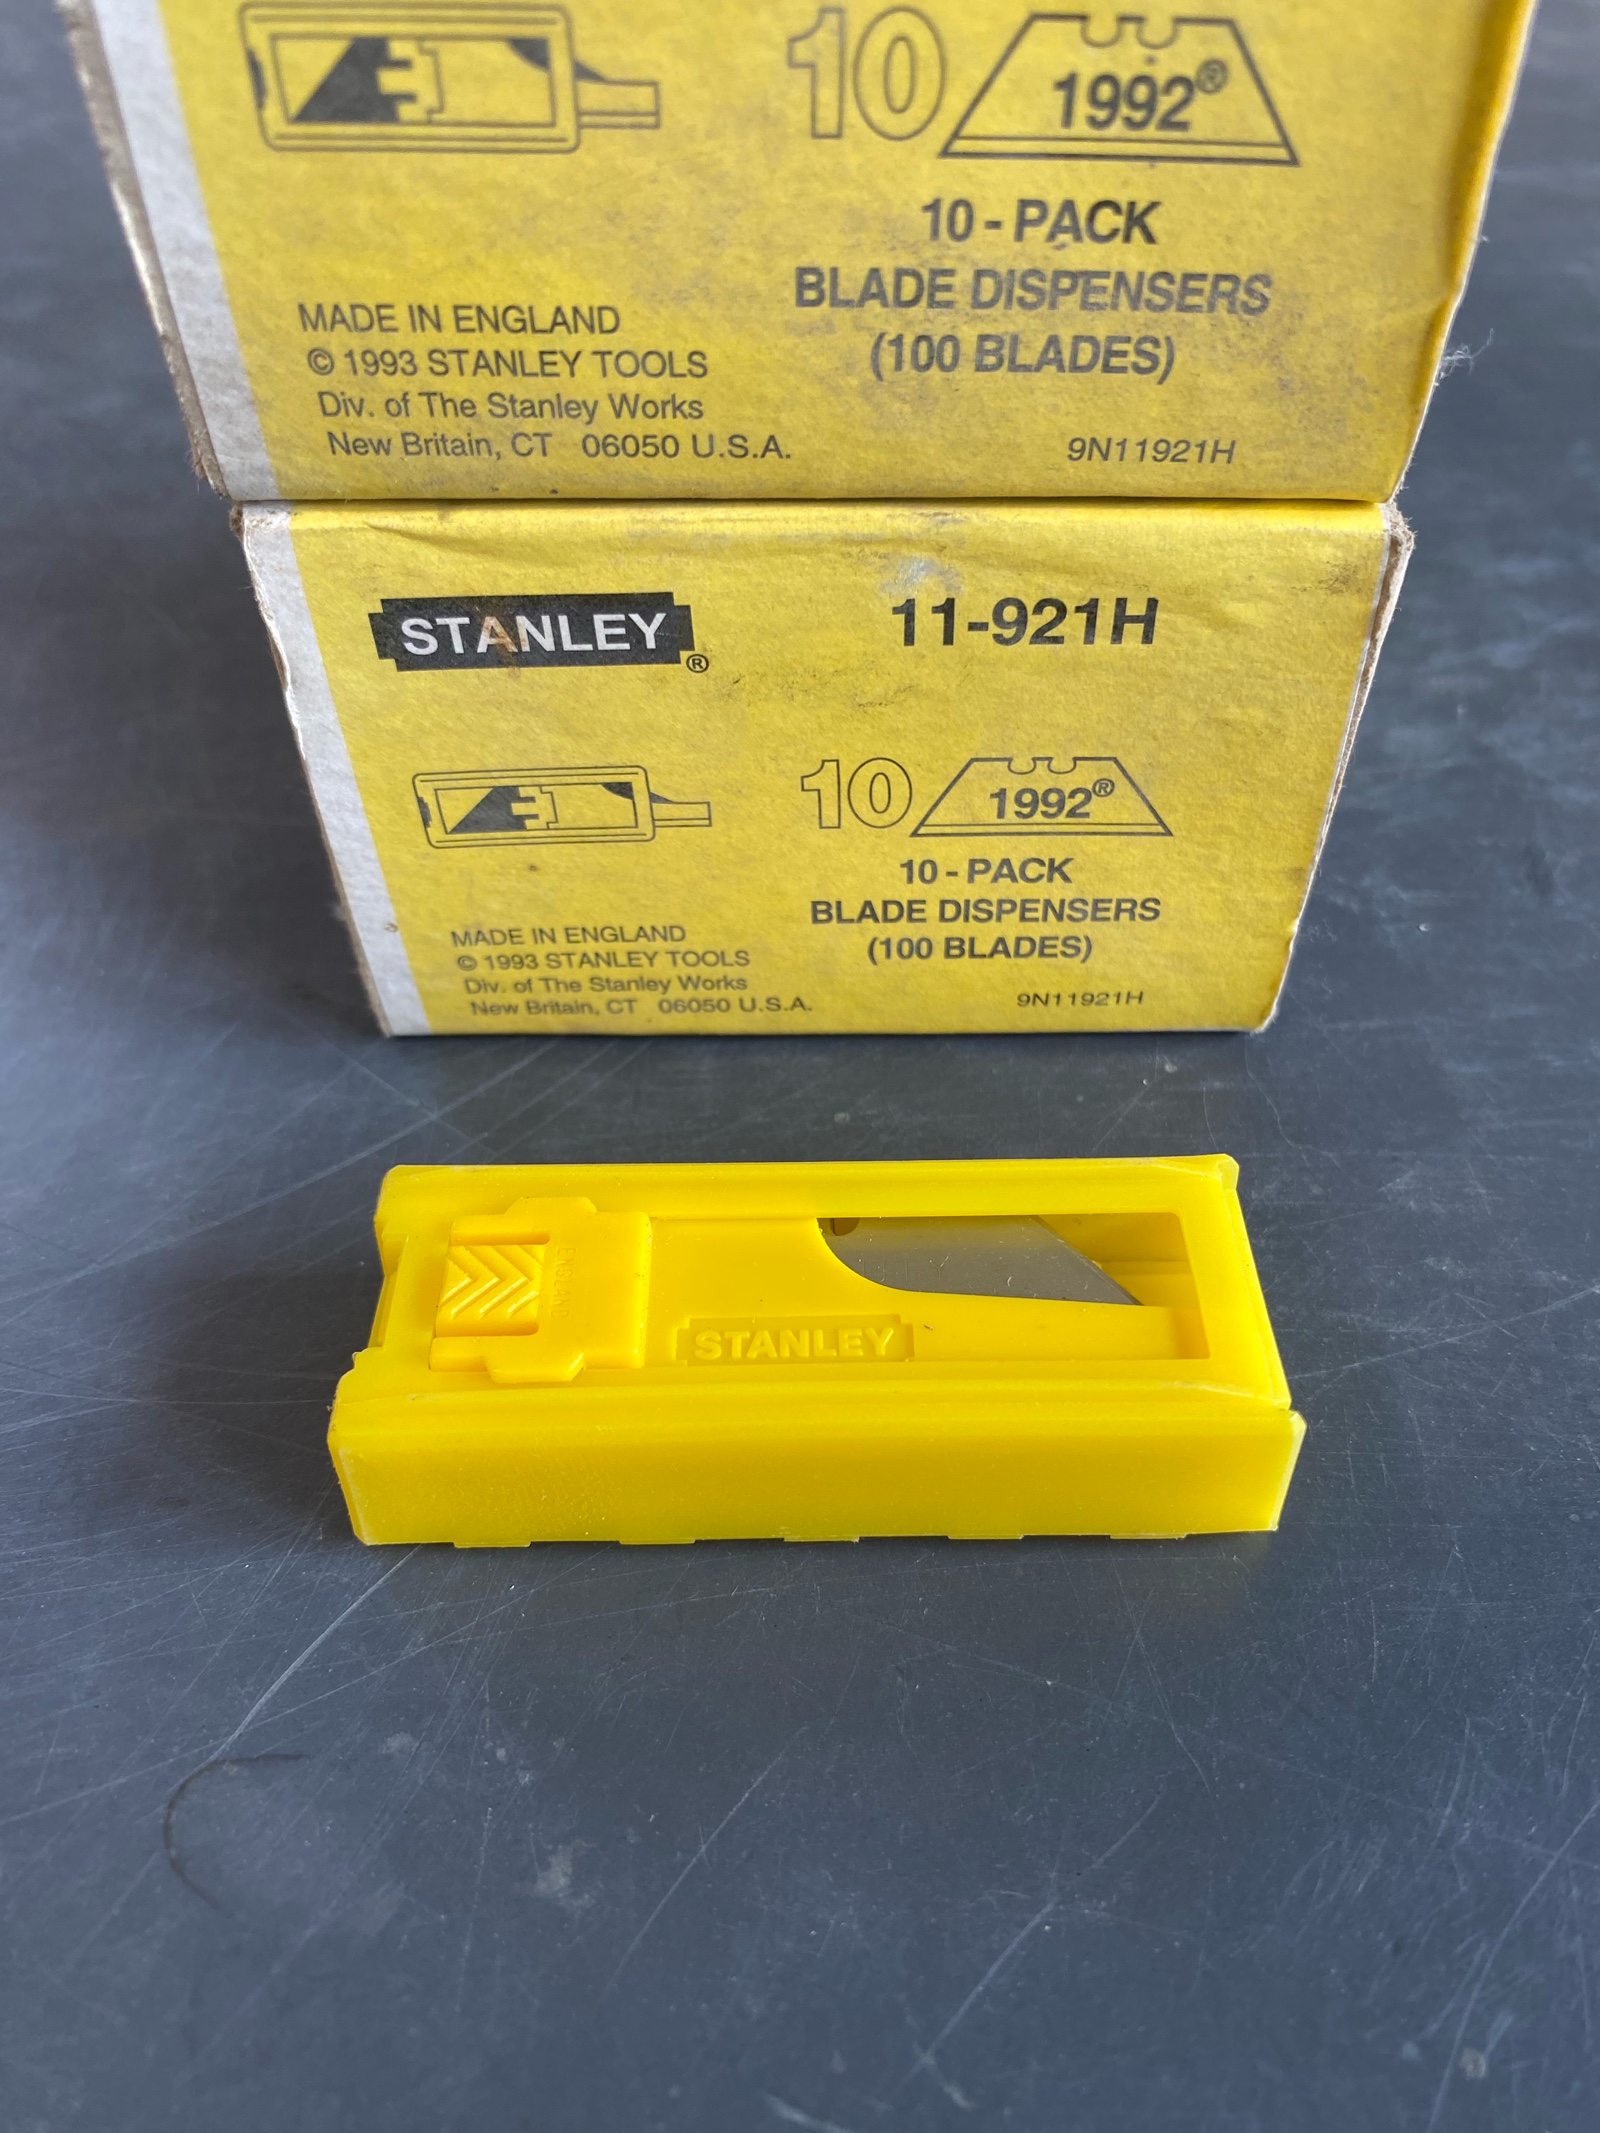 10 1992®
10 - PACK
BLADE DISPENSERS
(100 BLADES)
MADE IN ENGLAND
© 1993 STANLEY TOOLS
Div. of The Stanley Works
New Britain, CT 06050 U.S.A.
9N11921H
STANLEY®
11-921H
10 1992®
10 - PACK
BLADE DISPENSERS
(100 BLADES)
MADE IN ENGLAND
© 1993 STANLEY TOOLS
Div. of The Stanley Works
New Britain, CT 06050 U.S.A.
9N11921H
ENGLAND
STANLEY